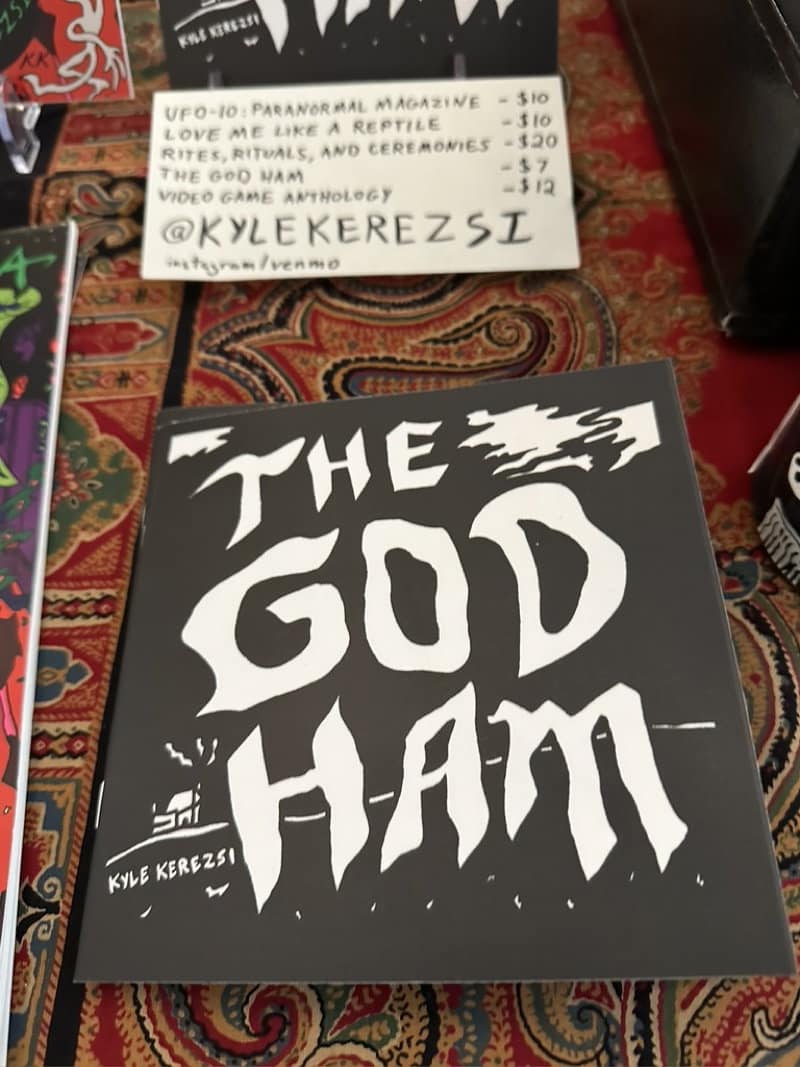 KYLE KEREZSI
KK
UFO-10: PARANORMAL MAGAZINE - $10
LOVE ME LIKE A REPTILE - $10
RITES, RITUALS, AND CEREMONIES - $20
THE GOD HAM - $7
VIDEO GAME ANTHOLOGY - $12
@KYLEKEREZSI
instagram/venmo
THE
GOD
HAM
KYLE KEREZSI